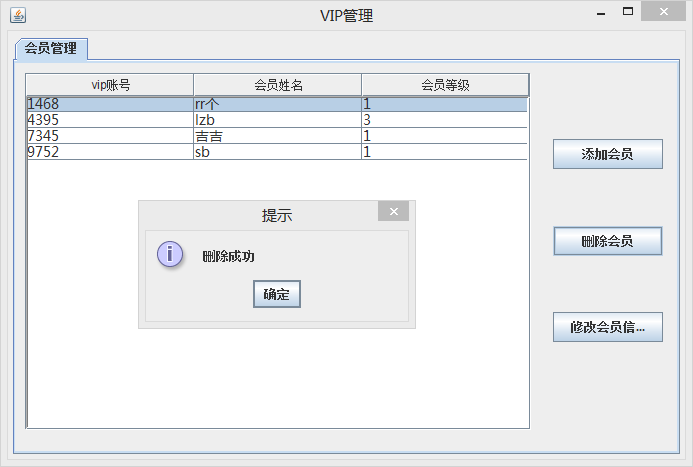 VIP管理
会员管理
vip账号 会员姓名 会员等级
1468 rr个 1
4395 lzb 3
7345 吉吉 1
9752 sb 1
添加会员
删除会员
修改会员信...
提示
删除成功
确定